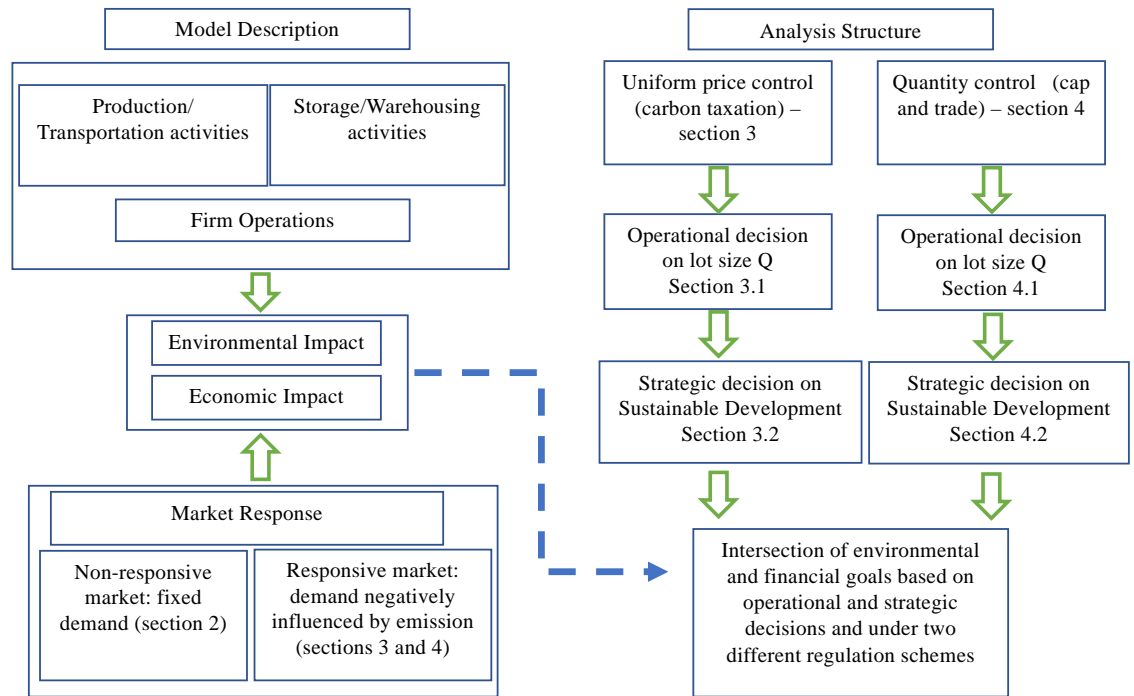 Model Description
Production/
Transportation activities
Storage/Warehousing
activities
Firm Operations
Environmental Impact
Economic Impact
Market Response
Non-responsive
market: fixed
demand (section 2)
Responsive market:
demand negatively
influenced by emission
(sections 3 and 4)
Analysis Structure
Uniform price control
(carbon taxation) –
section 3
Quantity control (cap
and trade) – section 4
Operational decision
on lot size Q
Section 3.1
Operational decision
on lot size Q
Section 4.1
Strategic decision on
Sustainable Development
Section 3.2
Strategic decision on
Sustainable Development
Section 4.2
Intersection of environmental
and financial goals based on
operational and strategic
decisions and under two
different regulation schemes